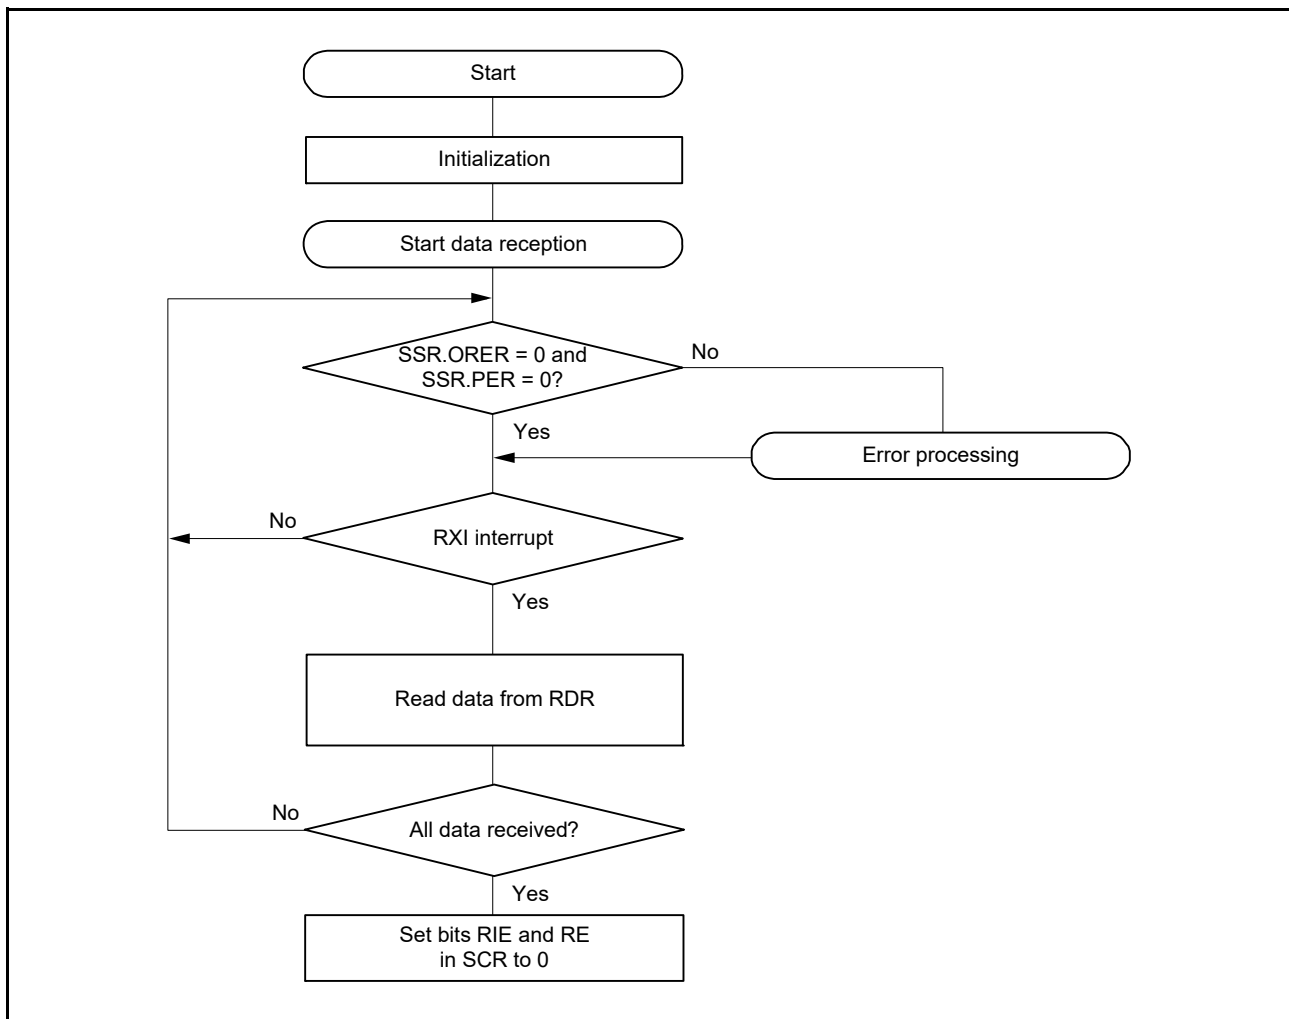 Start
Initialization
Start data reception
SSR.ORER = 0 and
SSR.PER = 0?
No
Yes
Error processing
No
RXI interrupt
Yes
Read data from RDR
No
All data received?
Yes
Set bits RIE and RE
in SCR to 0